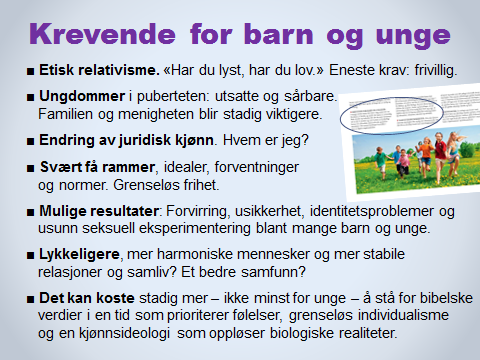 Krevende for barn og unge
■ Etisk relativisme. «Har du lyst, har du lov.» Eneste krav: frivillig.
■ Ungdommer i puberteten: utsatte og sårbare.
Familien og menigheten blir stadig viktigere.
■ Endring av juridisk kjønn. Hvem er jeg?
■ Svært få rammer, idealer, forventninger
og normer. Grenseløs frihet.
■ Mulige resultater: Forvirring, usikkerhet, identitetsproblemer og
usunn seksuell eksperimentering blant mange barn og unge.
■ Lykkeligere, mer harmoniske mennesker og mer stabile
relasjoner og samliv? Et bedre samfunn?
■ Det kan koste stadig mer – ikke minst for unge – å stå for bibelske
verdier i en tid som prioriterer følelser, grenseløs individualisme
og en kjønnsideologi som oppløser biologiske realiteter.